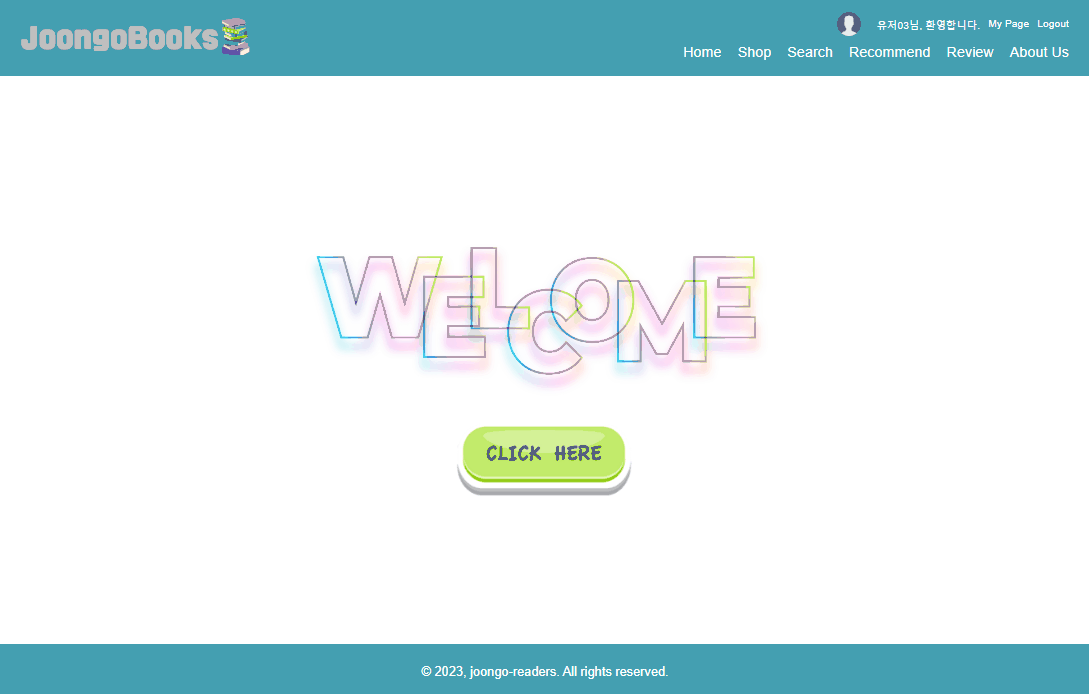 JoongoBooks
유저03님, 환영합니다. My Page Logout
Home Shop Search Recommend Review About Us
WELCOME
CLICK HERE
© 2023, joongo-readers. All rights reserved.